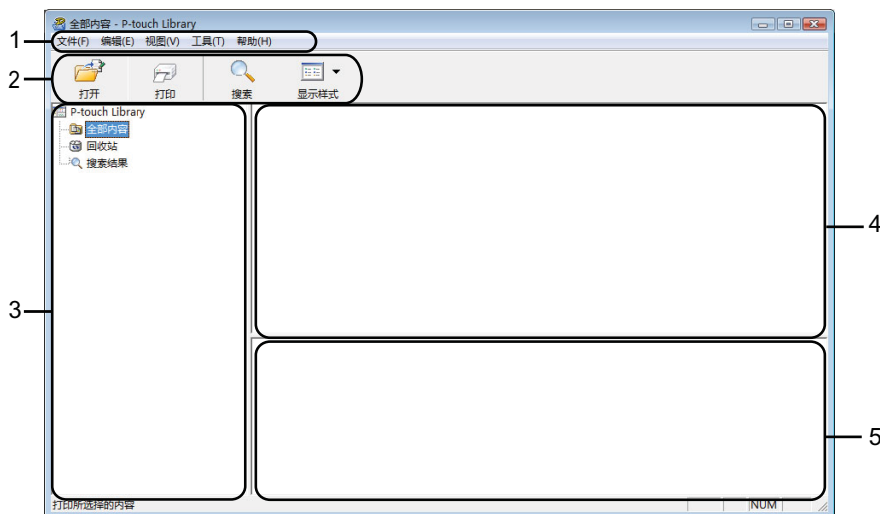 全部内容 - P-touch Library
1
文件(F) 编辑(E) 视图(V) 工具(T) 帮助(H)
2
打开 打印 搜索 显示样式
P-touch Library
全部内容
回收站
搜索结果
3
4
5
打印所选择的内容 NUM